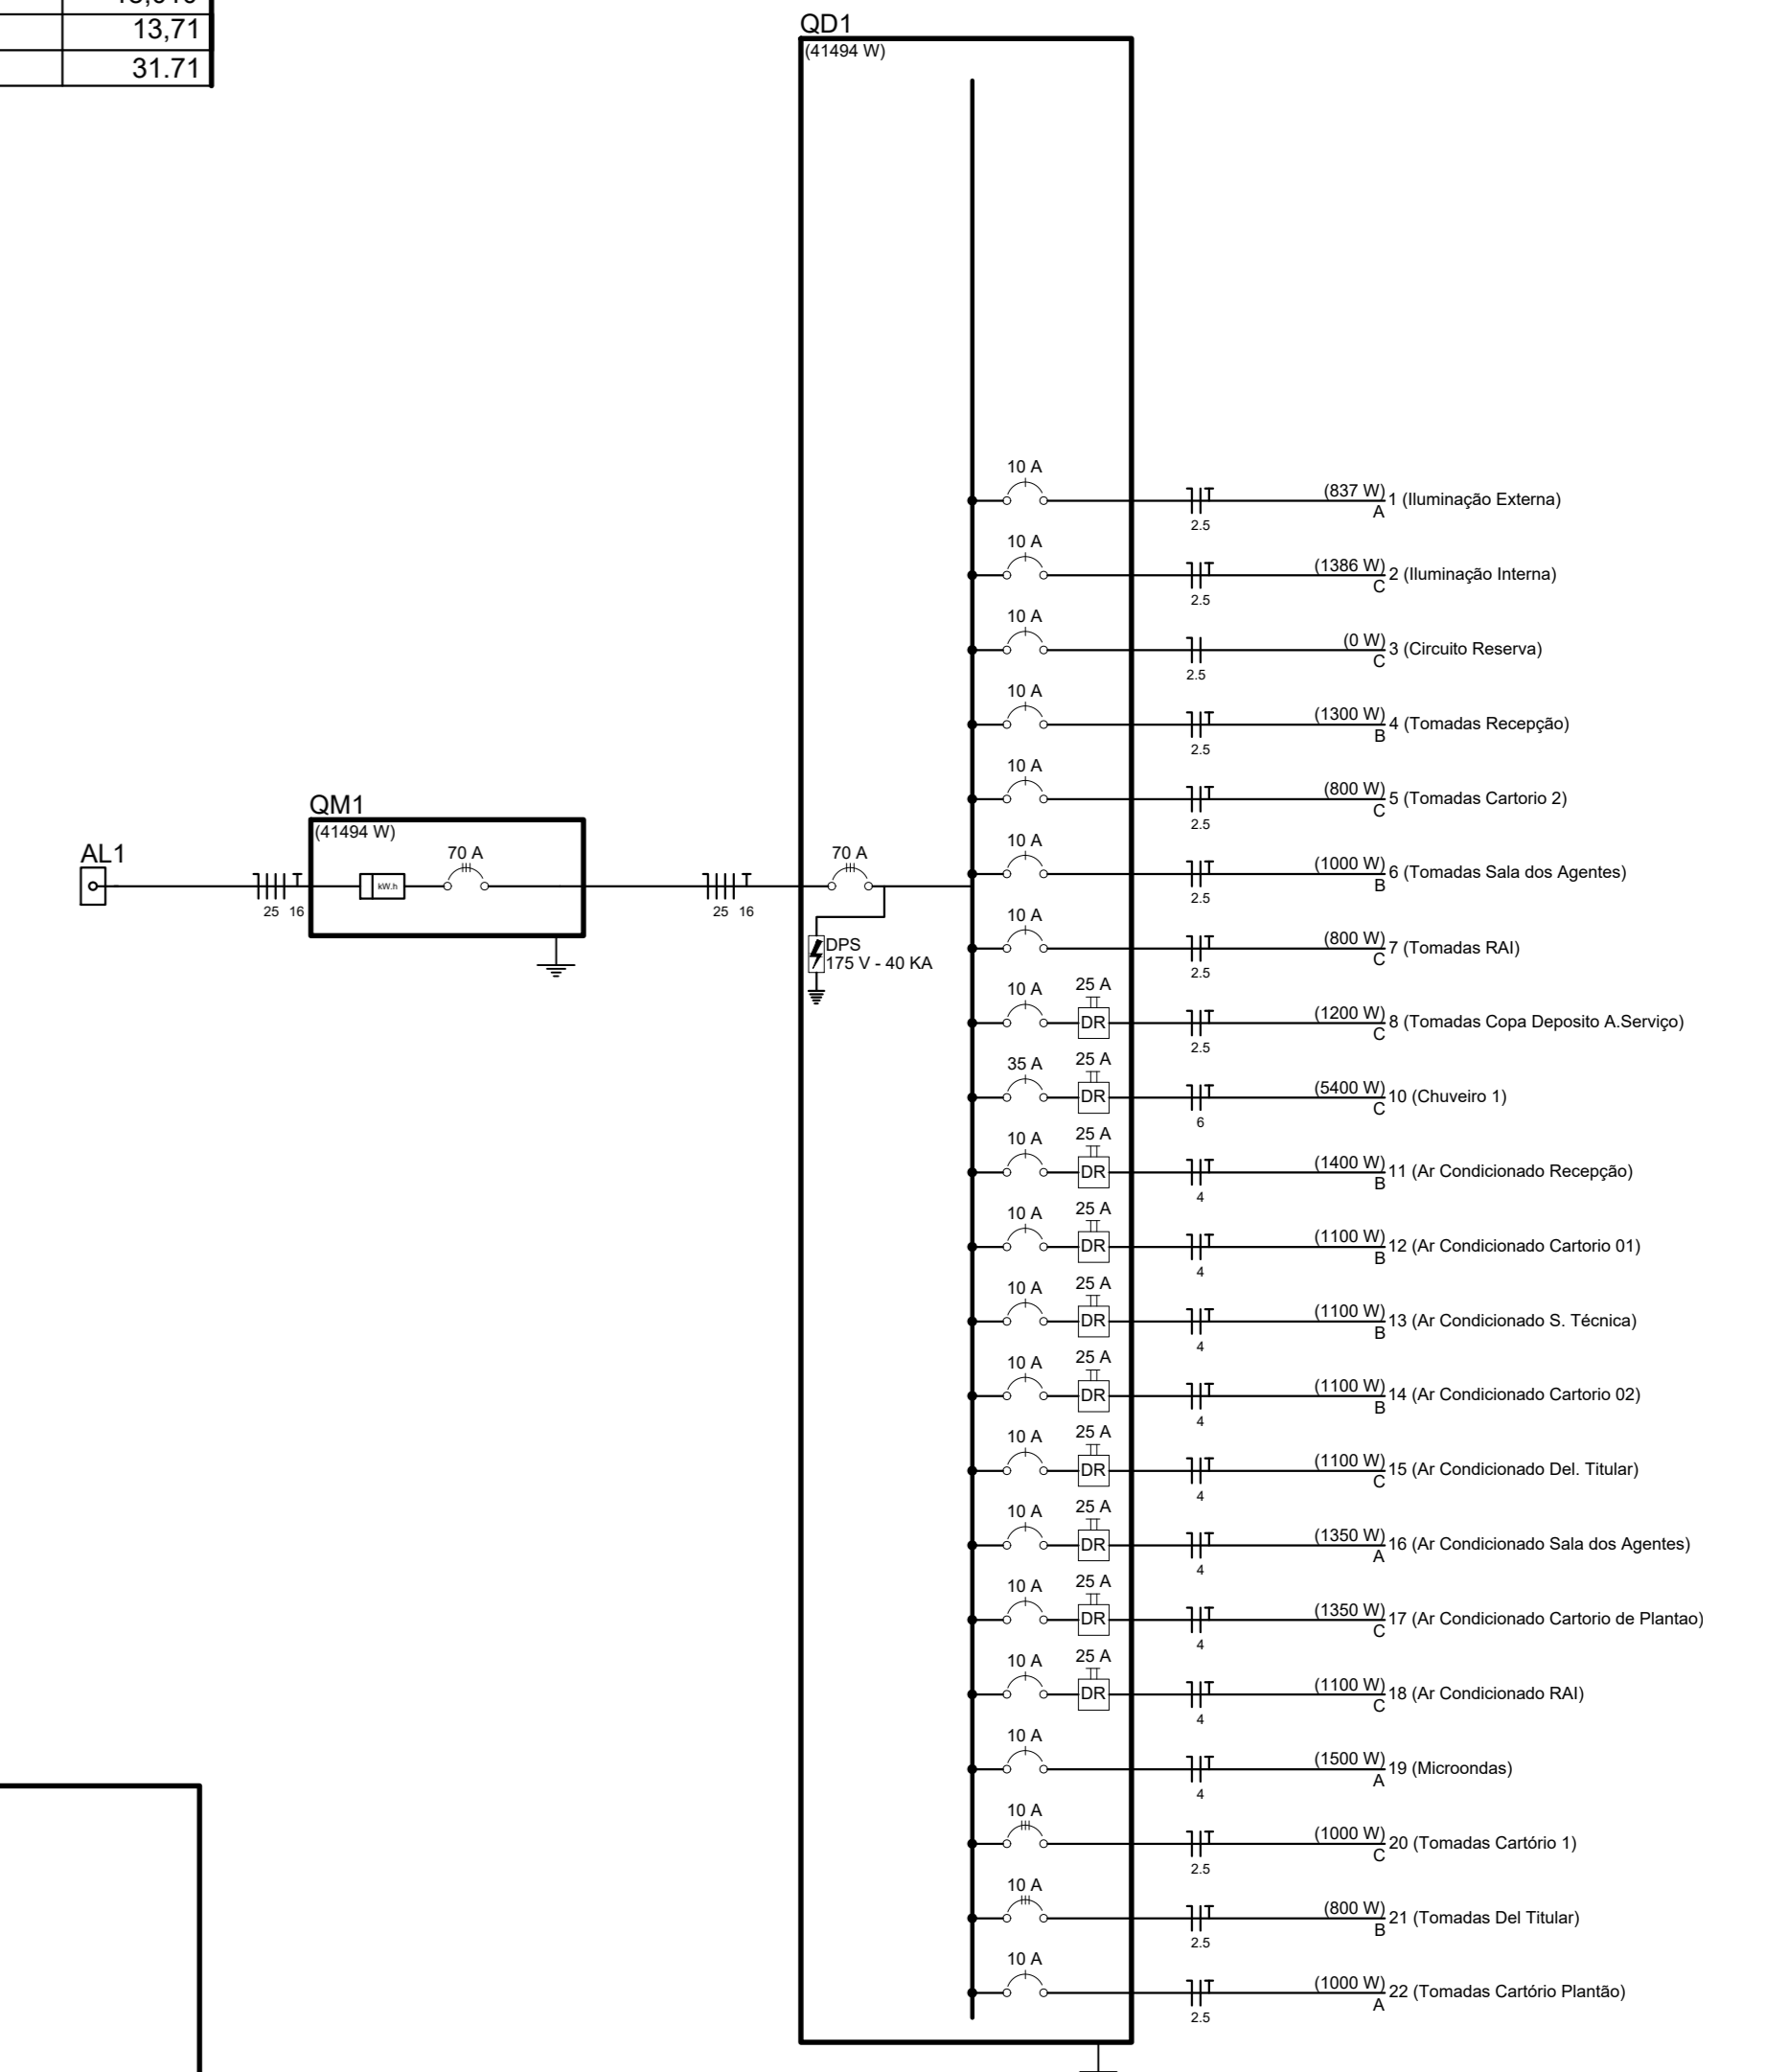 13,71
31.71
QD1
(41494 W)
10 A
2.5
(837 W)
A
1 (Iluminação Externa)
10 A
2.5
(1386 W)
C
2 (Iluminação Interna)
10 A
2.5
(0 W)
C
3 (Circuito Reserva)
10 A
2.5
(1300 W)
B
4 (Tomadas Recepção)
10 A
2.5
(800 W)
C
5 (Tomadas Cartorio 2)
AL1
25 16
QM1
(41494 W)
kW.h
70 A
25 16
70 A
DPS
175 V - 40 KA
10 A
2.5
(1000 W)
B
6 (Tomadas Sala dos Agentes)
10 A
2.5
(800 W)
C
7 (Tomadas RAI)
10 A
25 A
DR
2.5
(1200 W)
C
8 (Tomadas Copa Deposito A.Serviço)
35 A
25 A
DR
6
(5400 W)
C
10 (Chuveiro 1)
10 A
25 A
DR
4
(1400 W)
B
11 (Ar Condicionado Recepção)
10 A
25 A
DR
4
(1100 W)
B
12 (Ar Condicionado Cartorio 01)
10 A
25 A
DR
4
(1100 W)
B
13 (Ar Condicionado S. Técnica)
10 A
25 A
DR
4
(1100 W)
B
14 (Ar Condicionado Cartorio 02)
10 A
25 A
DR
4
(1100 W)
C
15 (Ar Condicionado Del. Titular)
10 A
25 A
DR
4
(1350 W)
A
16 (Ar Condicionado Sala dos Agentes)
10 A
25 A
DR
4
(1350 W)
C
17 (Ar Condicionado Cartorio de Plantao)
10 A
25 A
DR
4
(1100 W)
C
18 (Ar Condicionado RAI)
10 A
4
(1500 W)
A
19 (Microondas)
10 A
2.5
(1000 W)
C
20 (Tomadas Cartório 1)
10 A
2.5
(800 W)
B
21 (Tomadas Del Titular)
10 A
2.5
(1000 W)
A
22 (Tomadas Cartório Plantão)